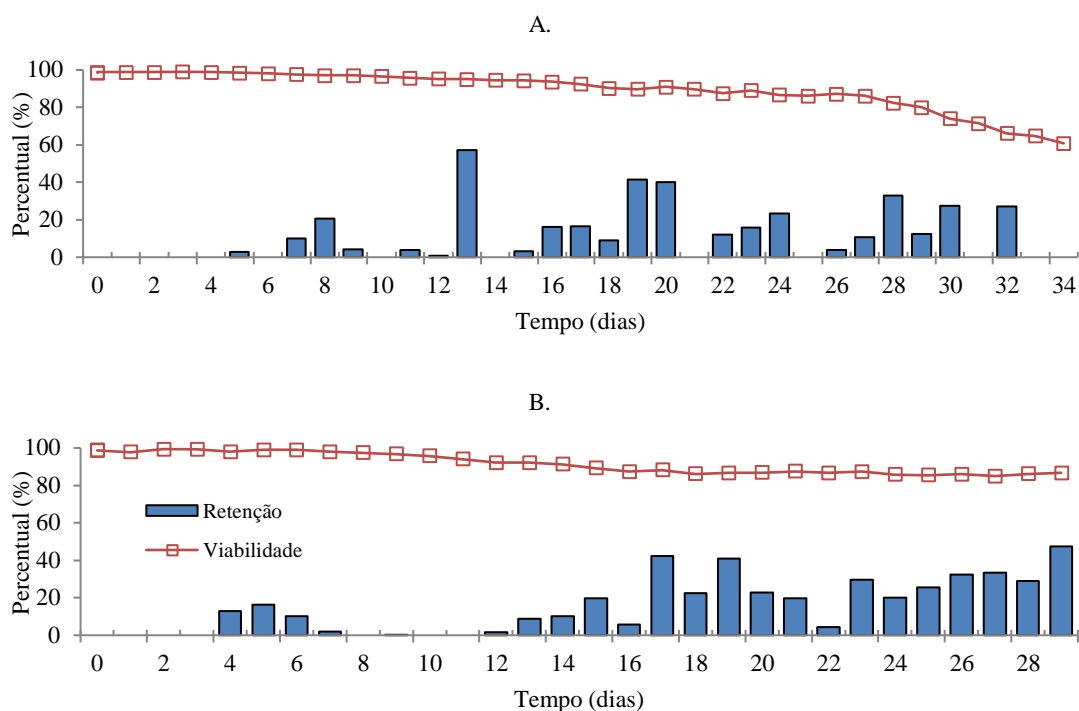 A.
100
80
60
40
20
0
Percentual (%)
0 2 4 6 8 10 12 14 16 18 20 22 24 26 28 30 32 34
Tempo (dias)
B.
100
80
60
40
20
0
Percentual (%)
Retenção
Viabilidade
0 2 4 6 8 10 12 14 16 18 20 22 24 26 28
Tempo (dias)